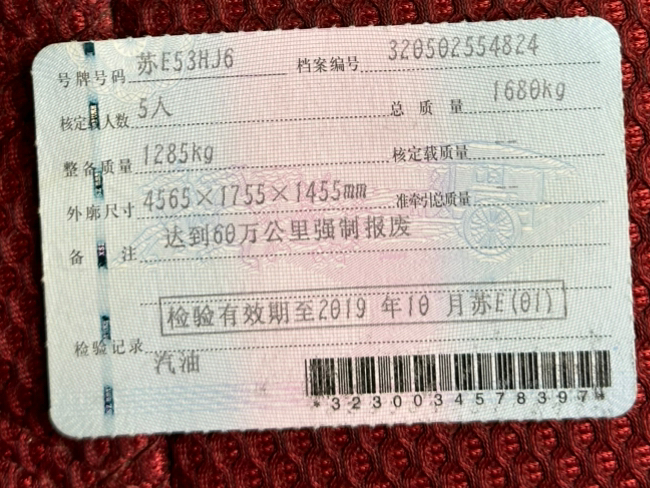 号牌号码 苏E53HJ6 档案编号 320502554824
核定载人数 5人 总质量 1680kg
整备质量 1285kg 核定载质量 --
外廓尺寸 4565×1755×1455mm 准牵引总质量 --
备注 达到60万公里强制报废
检验有效期至2019年10月苏E(01)
检验记录
汽油
*3230034578397*